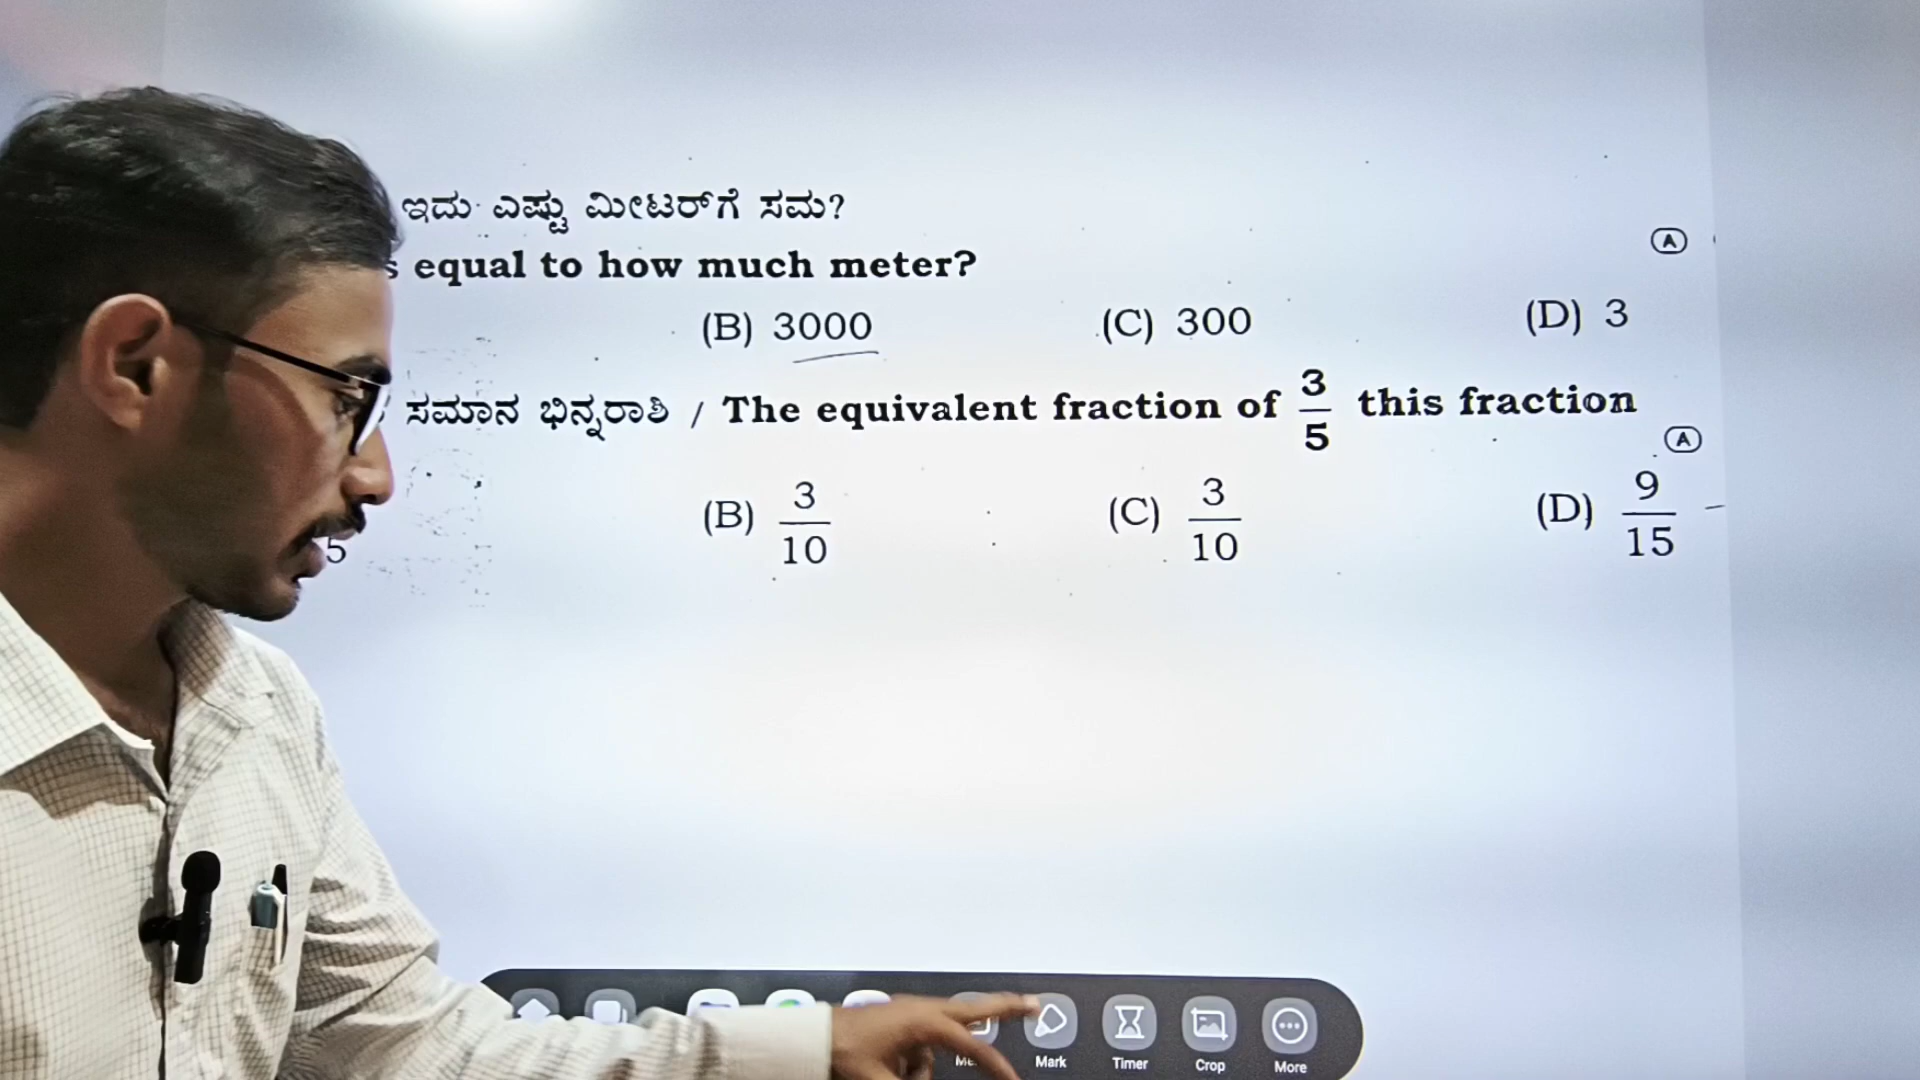 ಇದು ಎಷ್ಟು ಮೀಟರ್‌ಗೆ ಸಮ?
s equal to how much meter?
Ⓐ
(B) 3000 (C) 300 (D) 3
ಸಮಾನ ಭಿನ್ನರಾಶಿ / The equivalent fraction of 3/5 this fraction
Ⓐ
5 (B) 3/10 (C) 3/10 (D) 9/15
Mark Timer Crop More